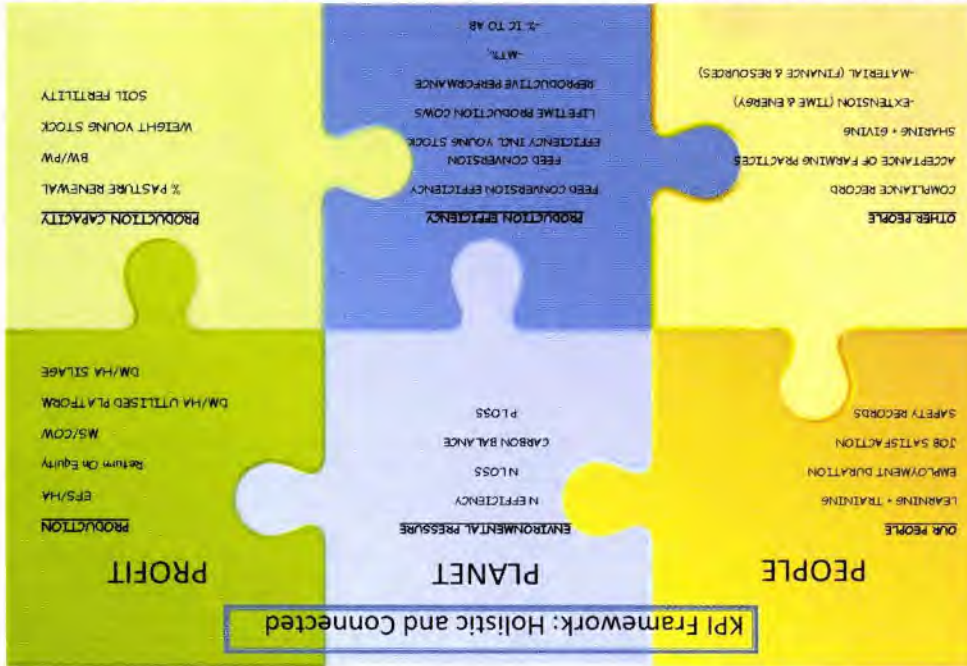 KPI Framework: Holistic and Connected
PEOPLE
OUR PEOPLE
LEARNING + TRAINING
EMPLOYMENT DURATION
JOB SATISFACTION
SAFETY RECORDS
OTHER PEOPLE
COMPLIANCE RECORD
ACCEPTANCE OF FARMING PRACTICES
SHARING + GIVING
-EXTENSION (TIME & ENERGY)
-MATERIAL (FINANCE & RESOURCES)
PLANET
ENVIRONMENTAL PRESSURE
N EFFICIENCY
N LOSS
CARBON BALANCE
P LOSS
PRODUCTION EFFICIENCY
FEED CONVERSION EFFICIENCY
FEED CONVERSION
EFFICIENCY INCL YOUNG STOCK
LIFETIME PRODUCTION COWS
REPRODUCTIVE PERFORMANCE
-% IC TO AB
PROFIT
PRODUCTION
EFS/HA
Return On Equity
MS/COW
DM/HA UTILISED PLATFORM
DM/HA SILAGE
PRODUCTION CAPACITY
% PASTURE RENEWAL
BW/PW
WEIGHT YOUNG STOCK
SOIL FERTILITY